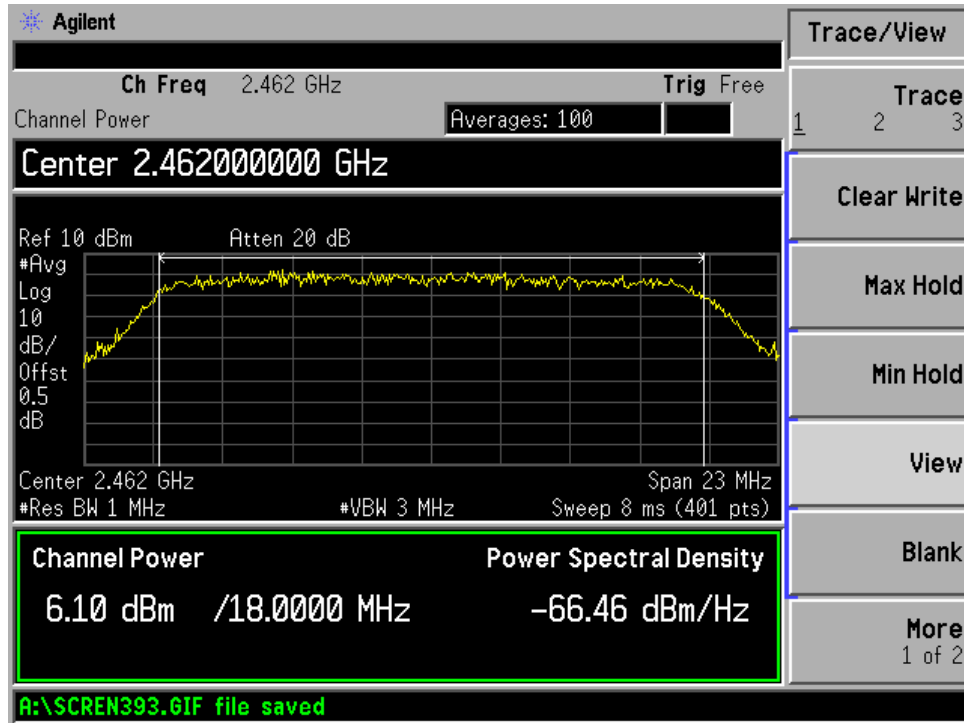 Agilent
Ch Freq 2.462 GHz Trig Free
Channel Power Averages: 100
Center 2.462000000 GHz
Ref 10 dBm Atten 20 dB
#Avg
Log
10
dB/
Offst
0.5
dB
Center 2.462 GHz Span 23 MHz
#Res BW 1 MHz #VBW 3 MHz Sweep 8 ms (401 pts)
Channel Power Power Spectral Density
6.10 dBm /18.0000 MHz -66.46 dBm/Hz
A:\SCREN393.GIF file saved
Trace/View
Trace
1 2 3
Clear Write
Max Hold
Min Hold
View
Blank
More
1 of 2